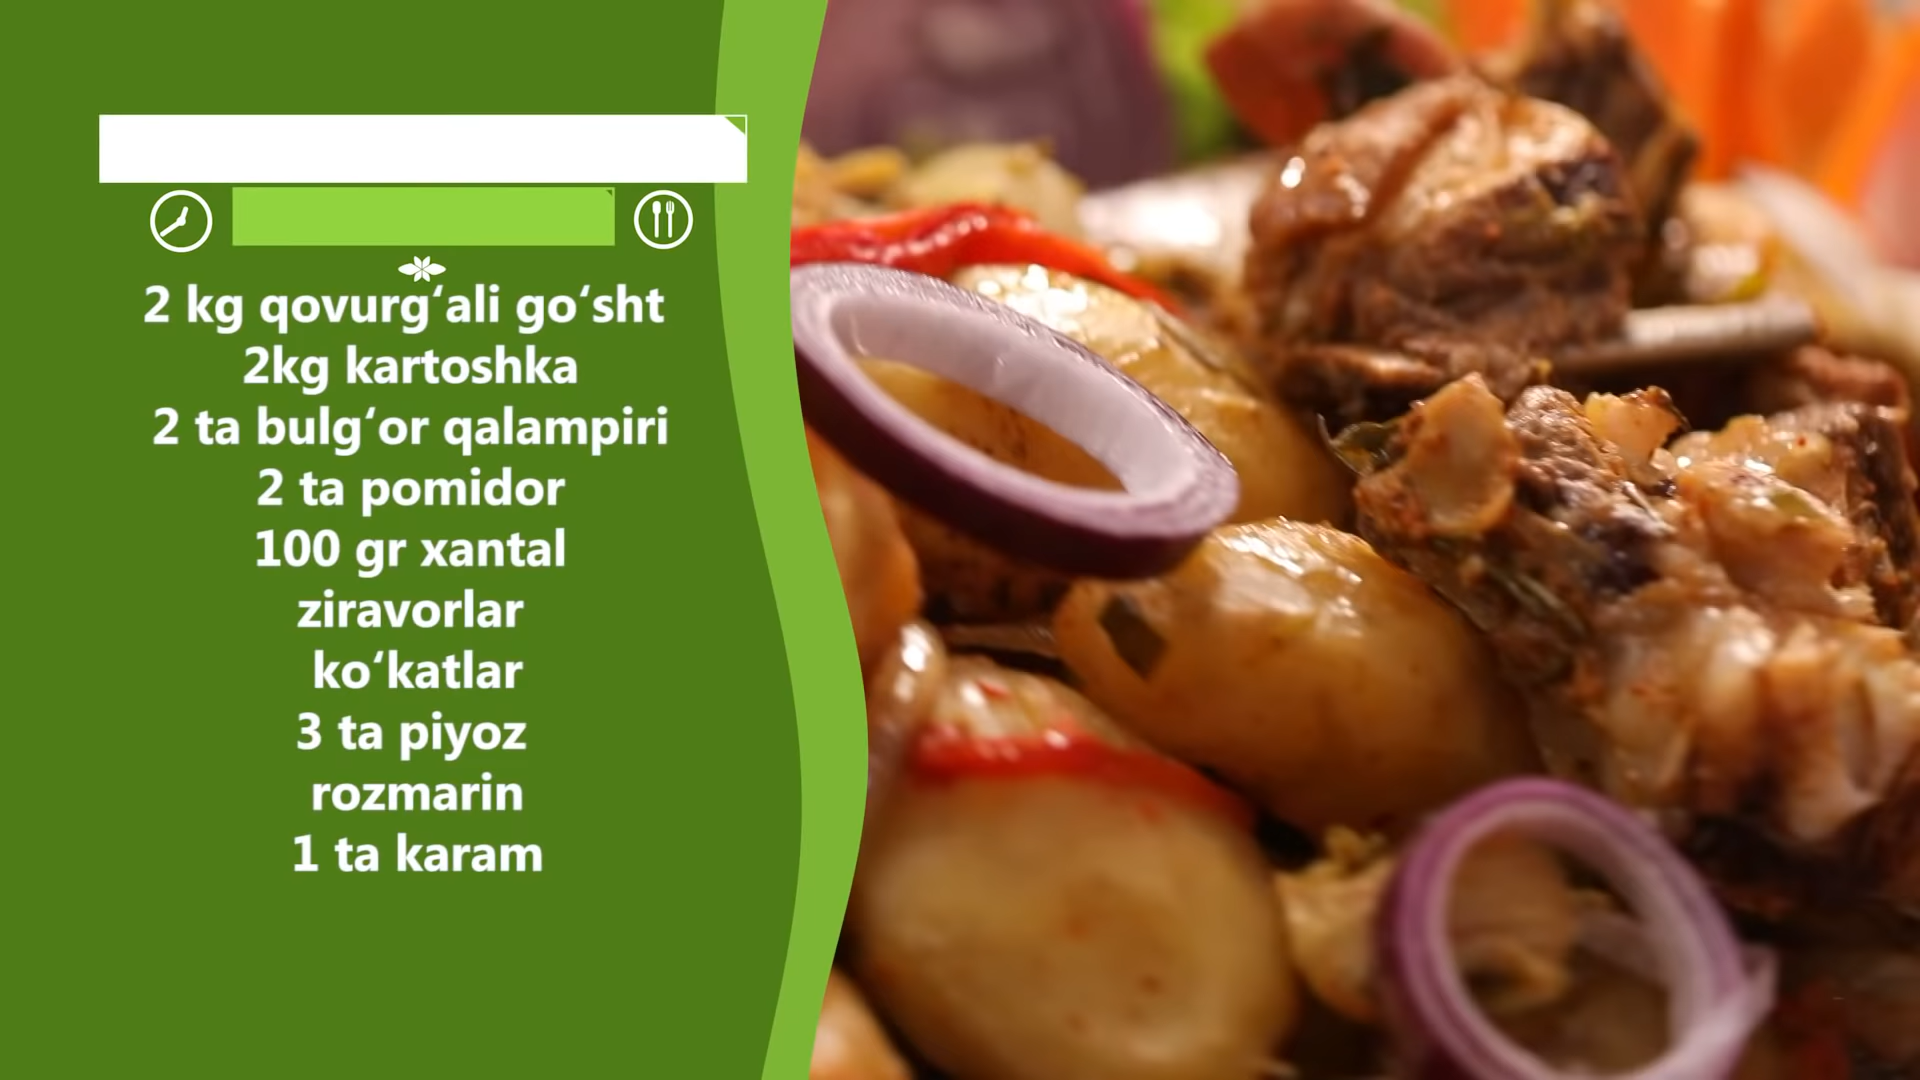 2 kg qovurg‘ali go‘sht
2kg kartoshka
2 ta bulg‘or qalampiri
2 ta pomidor
100 gr xantal
ziravorlar
ko‘katlar
3 ta piyoz
rozmarin
1 ta karam